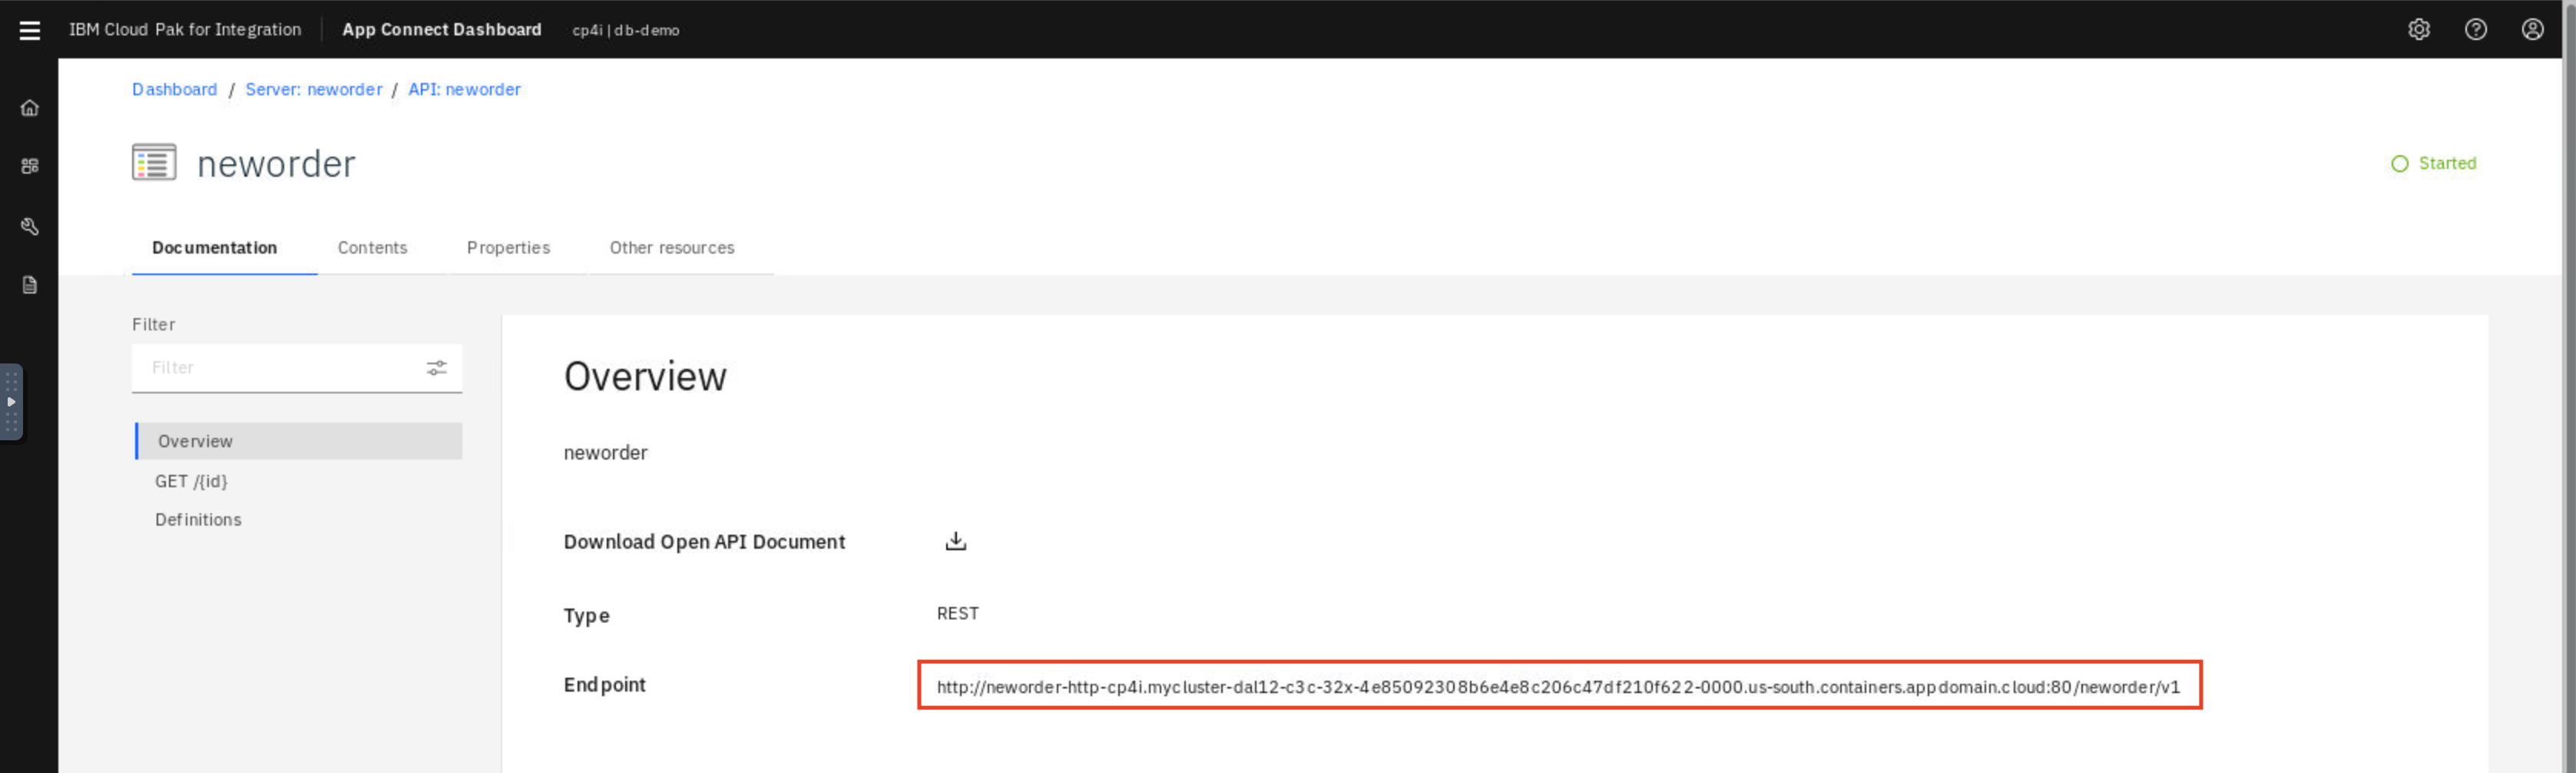 IBM Cloud Pak for Integration App Connect Dashboard cp4i | db-demo
Dashboard / Server: neworder / API: neworder
neworder
Started
Documentation Contents Properties Other resources
Filter
Filter
Overview
GET /{id}
Definitions
Overview
neworder
Download Open API Document
Type REST
Endpoint http://neworder-http-cp4i.mycluster-dal12-c3c-32x-4e85092308b6e4e8c206c47df210f622-0000.us-south.containers.appdomain.cloud:80/neworder/v1